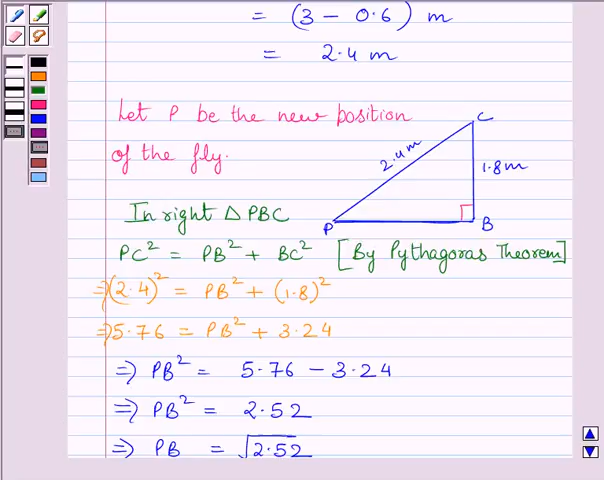 = (3 - 0.6) m
= 2.4 m
Let P be the new position
of the fly.
C
2.4 m
1.8 m
P
B
In right △ PBC
PC² = PB² + BC² [By Pythagoras Theorem]
⇒ (2.4)² = PB² + (1.8)²
⇒ 5.76 = PB² + 3.24
⇒ PB² = 5.76 - 3.24
⇒ PB² = 2.52
⇒ PB = √2.52